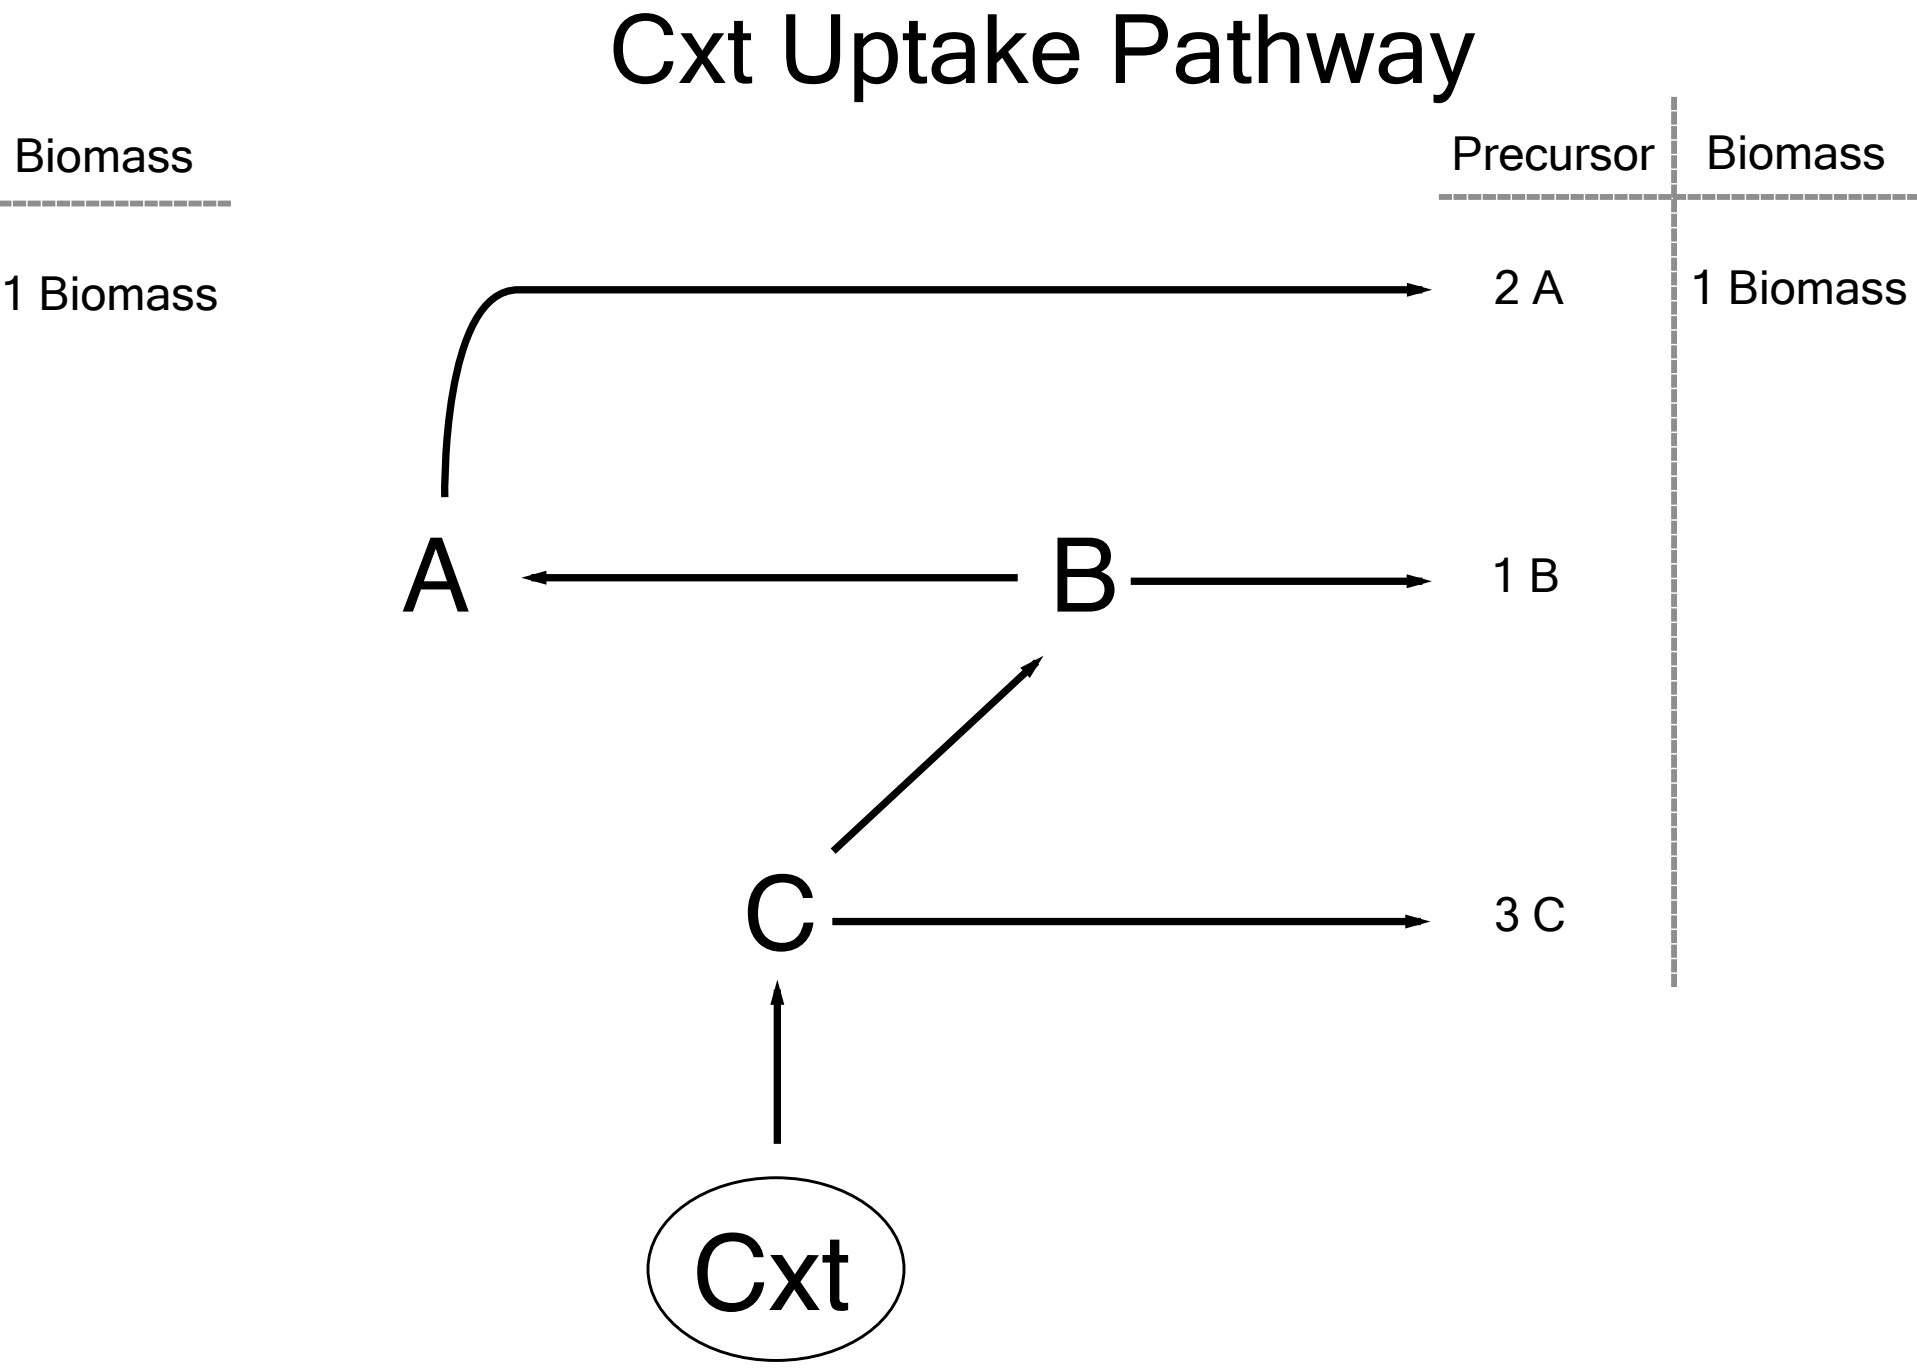 Cxt Uptake Pathway
Biomass
Precursor Biomass
1 Biomass
2 A 1 Biomass
A
B
1 B
C
3 C
Cxt